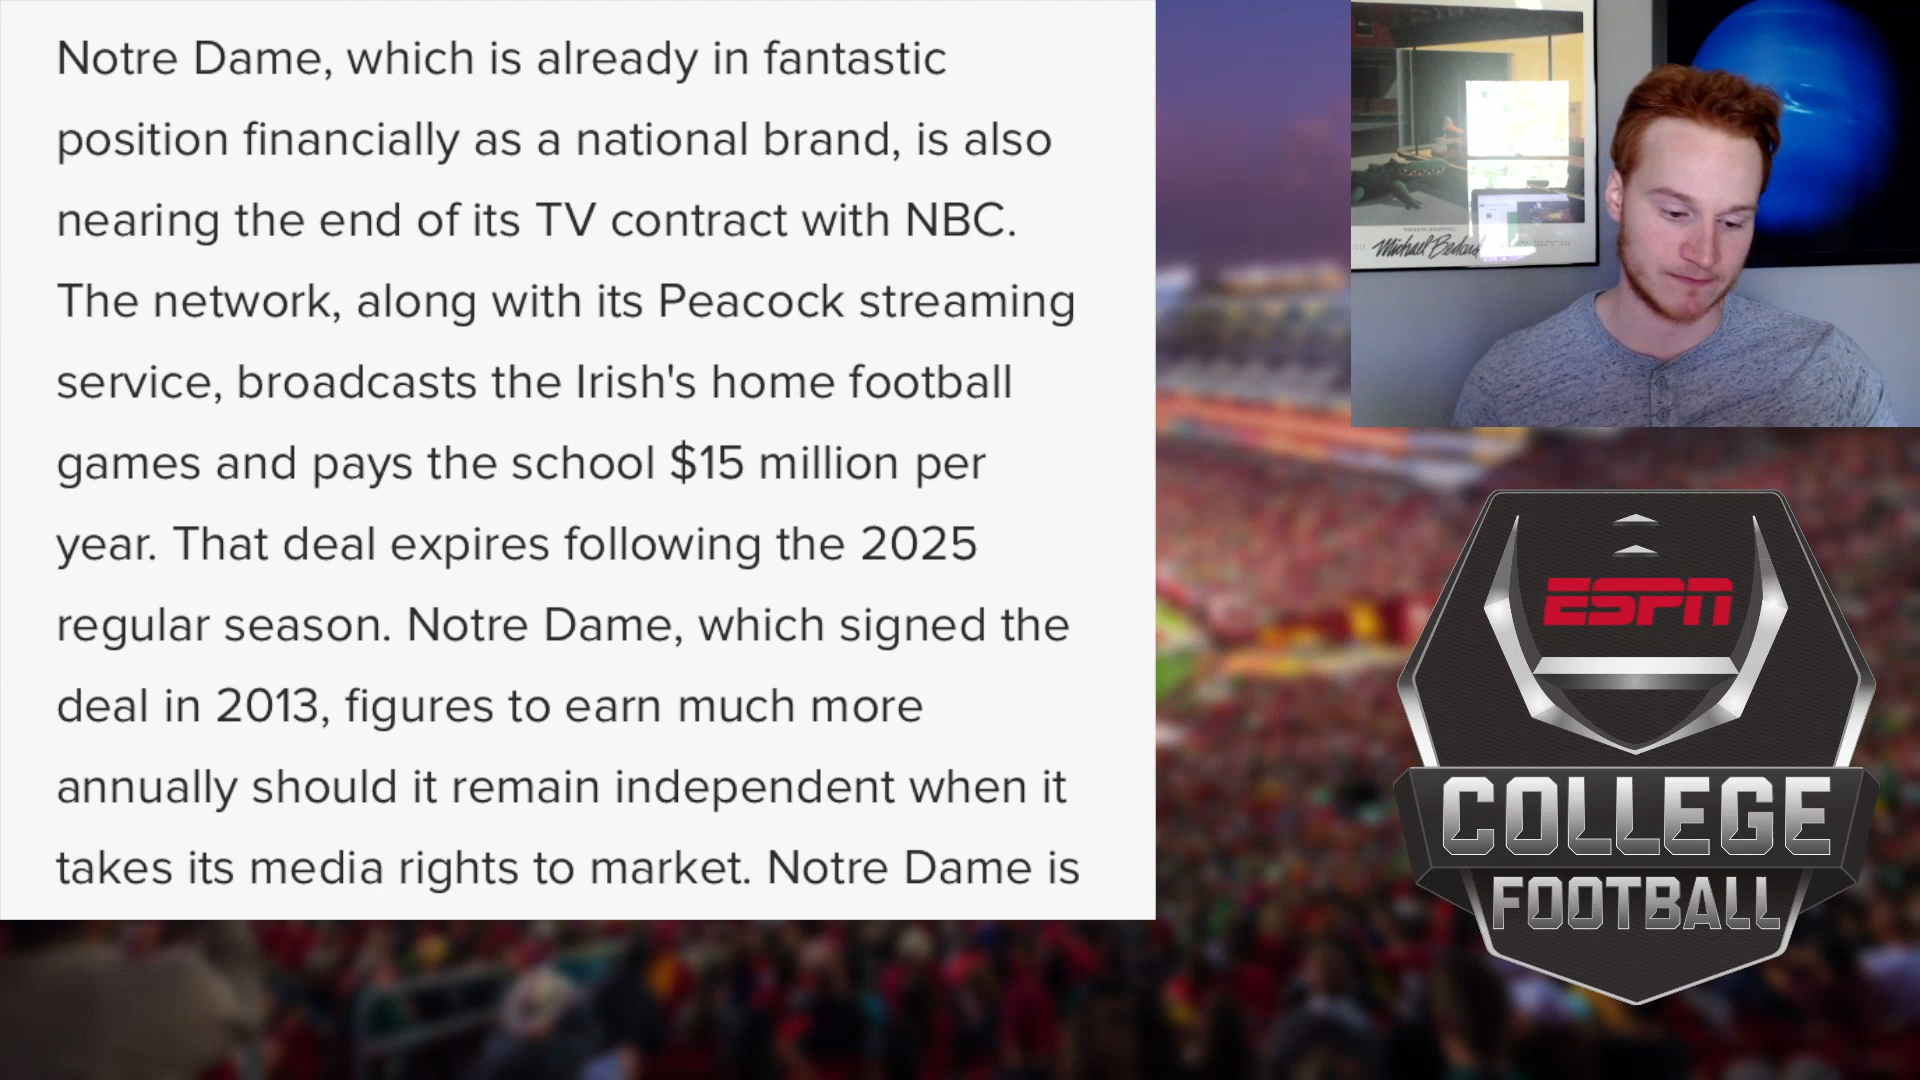 Notre Dame, which is already in fantastic
position financially as a national brand, is also
nearing the end of its TV contract with NBC.
The network, along with its Peacock streaming
service, broadcasts the Irish's home football
games and pays the school $15 million per
year. That deal expires following the 2025
regular season. Notre Dame, which signed the
deal in 2013, figures to earn much more
annually should it remain independent when it
takes its media rights to market. Notre Dame is
Michael Bedard
ESPN
COLLEGE
FOOTBALL